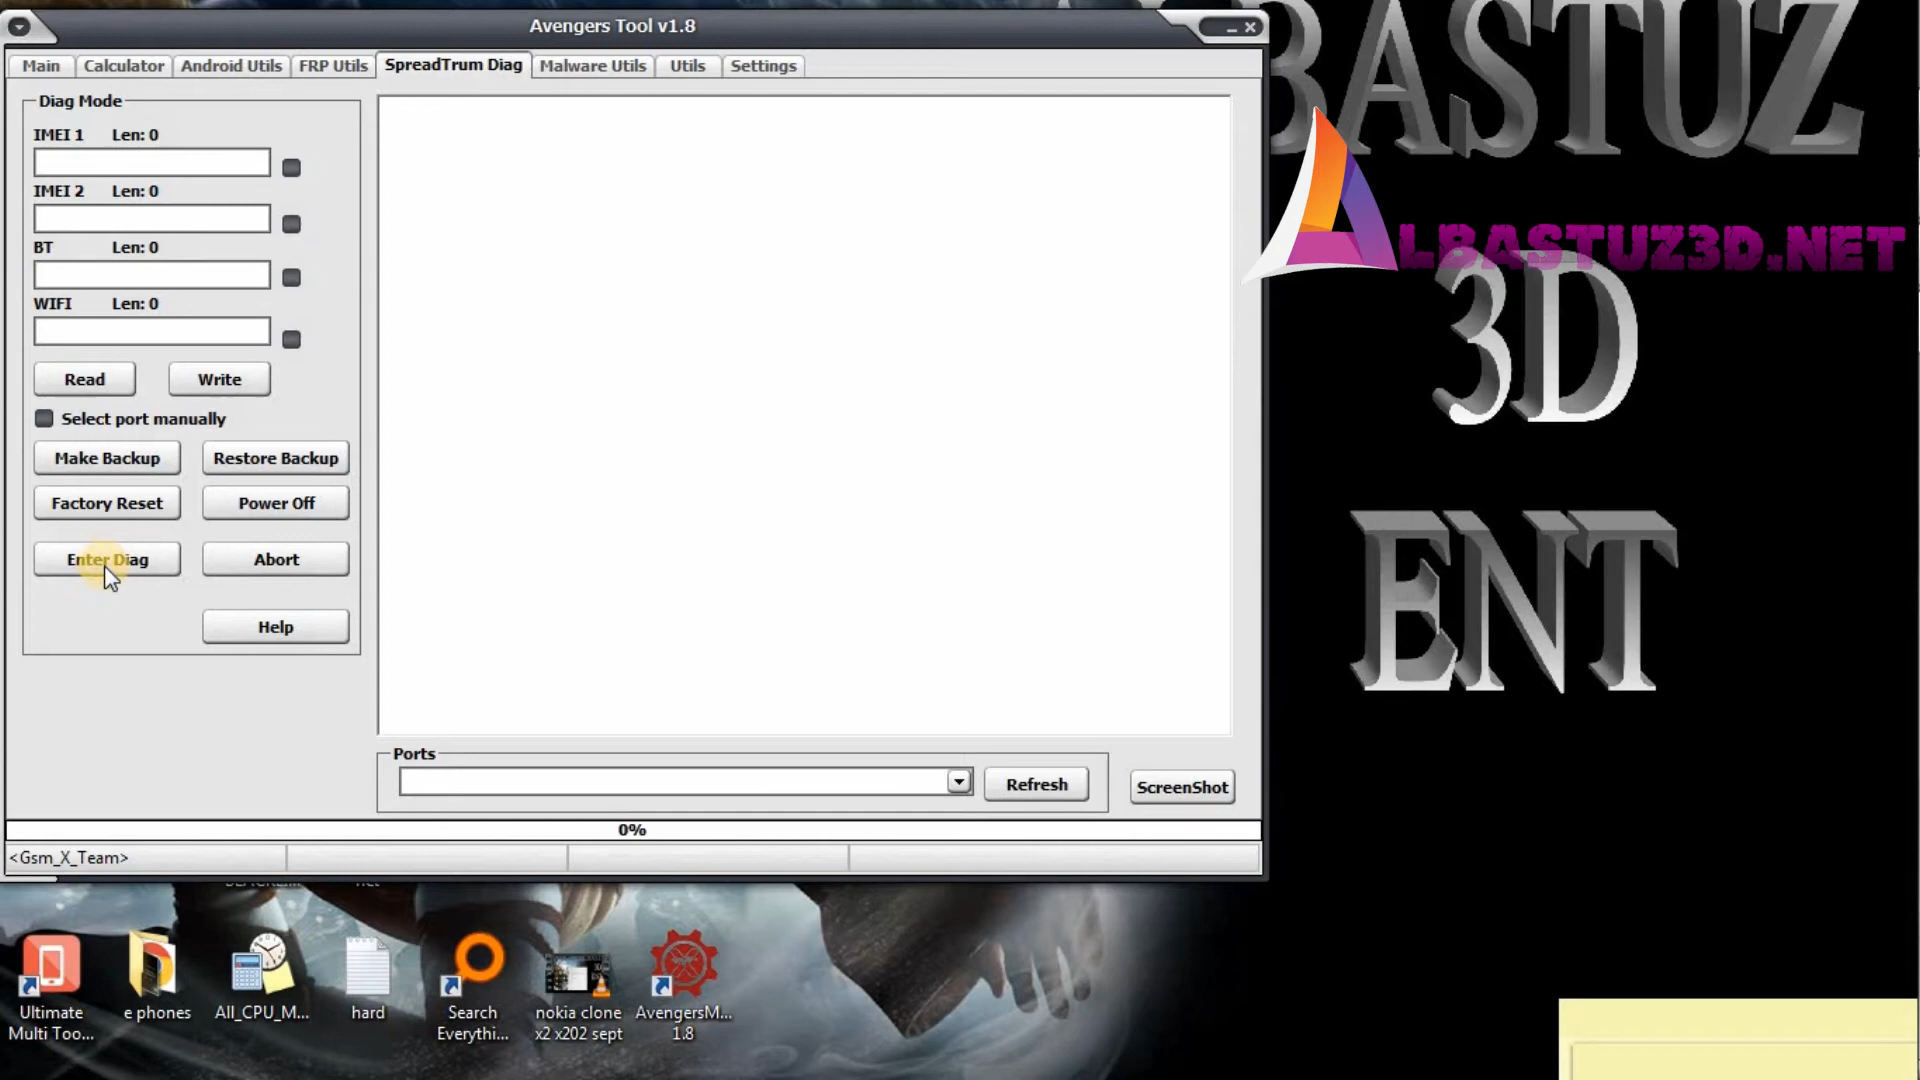 Avengers Tool v1.8
Main Calculator Android Utils FRP Utils SpreadTrum Diag Malware Utils Utils Settings
Diag Mode
IMEI 1 Len: 0
IMEI 2 Len: 0
BT Len: 0
WIFI Len: 0
Read Write
Select port manually
Make Backup Restore Backup
Factory Reset Power Off
Enter Diag Abort
Help
Ports
Refresh
ScreenShot
0%
<Gsm_X_Team>
BASTUZ
ALBASTUZ3D.NET
3D
ENT
Ultimate
Multi Too...
e phones
All_CPU_M...
hard
Search
Everythi...
nokia clone
x2 x202 sept
AvengersM...
1.8